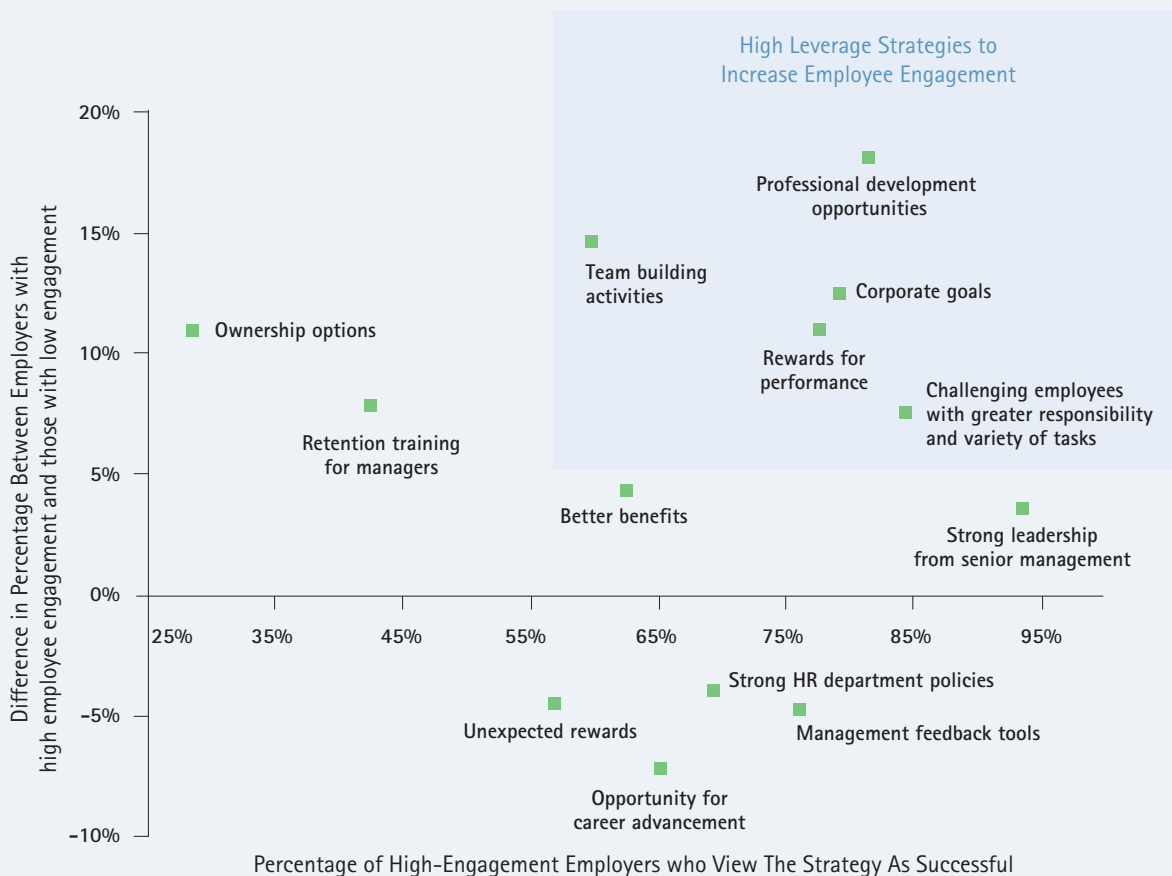 High Leverage Strategies to
Increase Employee Engagement
Difference in Percentage Between Employers with
high employee engagement and those with low engagement
20%
15%
10%
5%
0%
-5%
-10%
Professional development
opportunities
Team building
activities
Corporate goals
Ownership options
Rewards for
performance
Challenging employees
with greater responsibility
and variety of tasks
Retention training
for managers
Better benefits
Strong leadership
from senior management
25%
35%
45%
55%
65%
75%
85%
95%
Strong HR department policies
Unexpected rewards
Management feedback tools
Opportunity for
career advancement
Percentage of High-Engagement Employers who View The Strategy As Successful